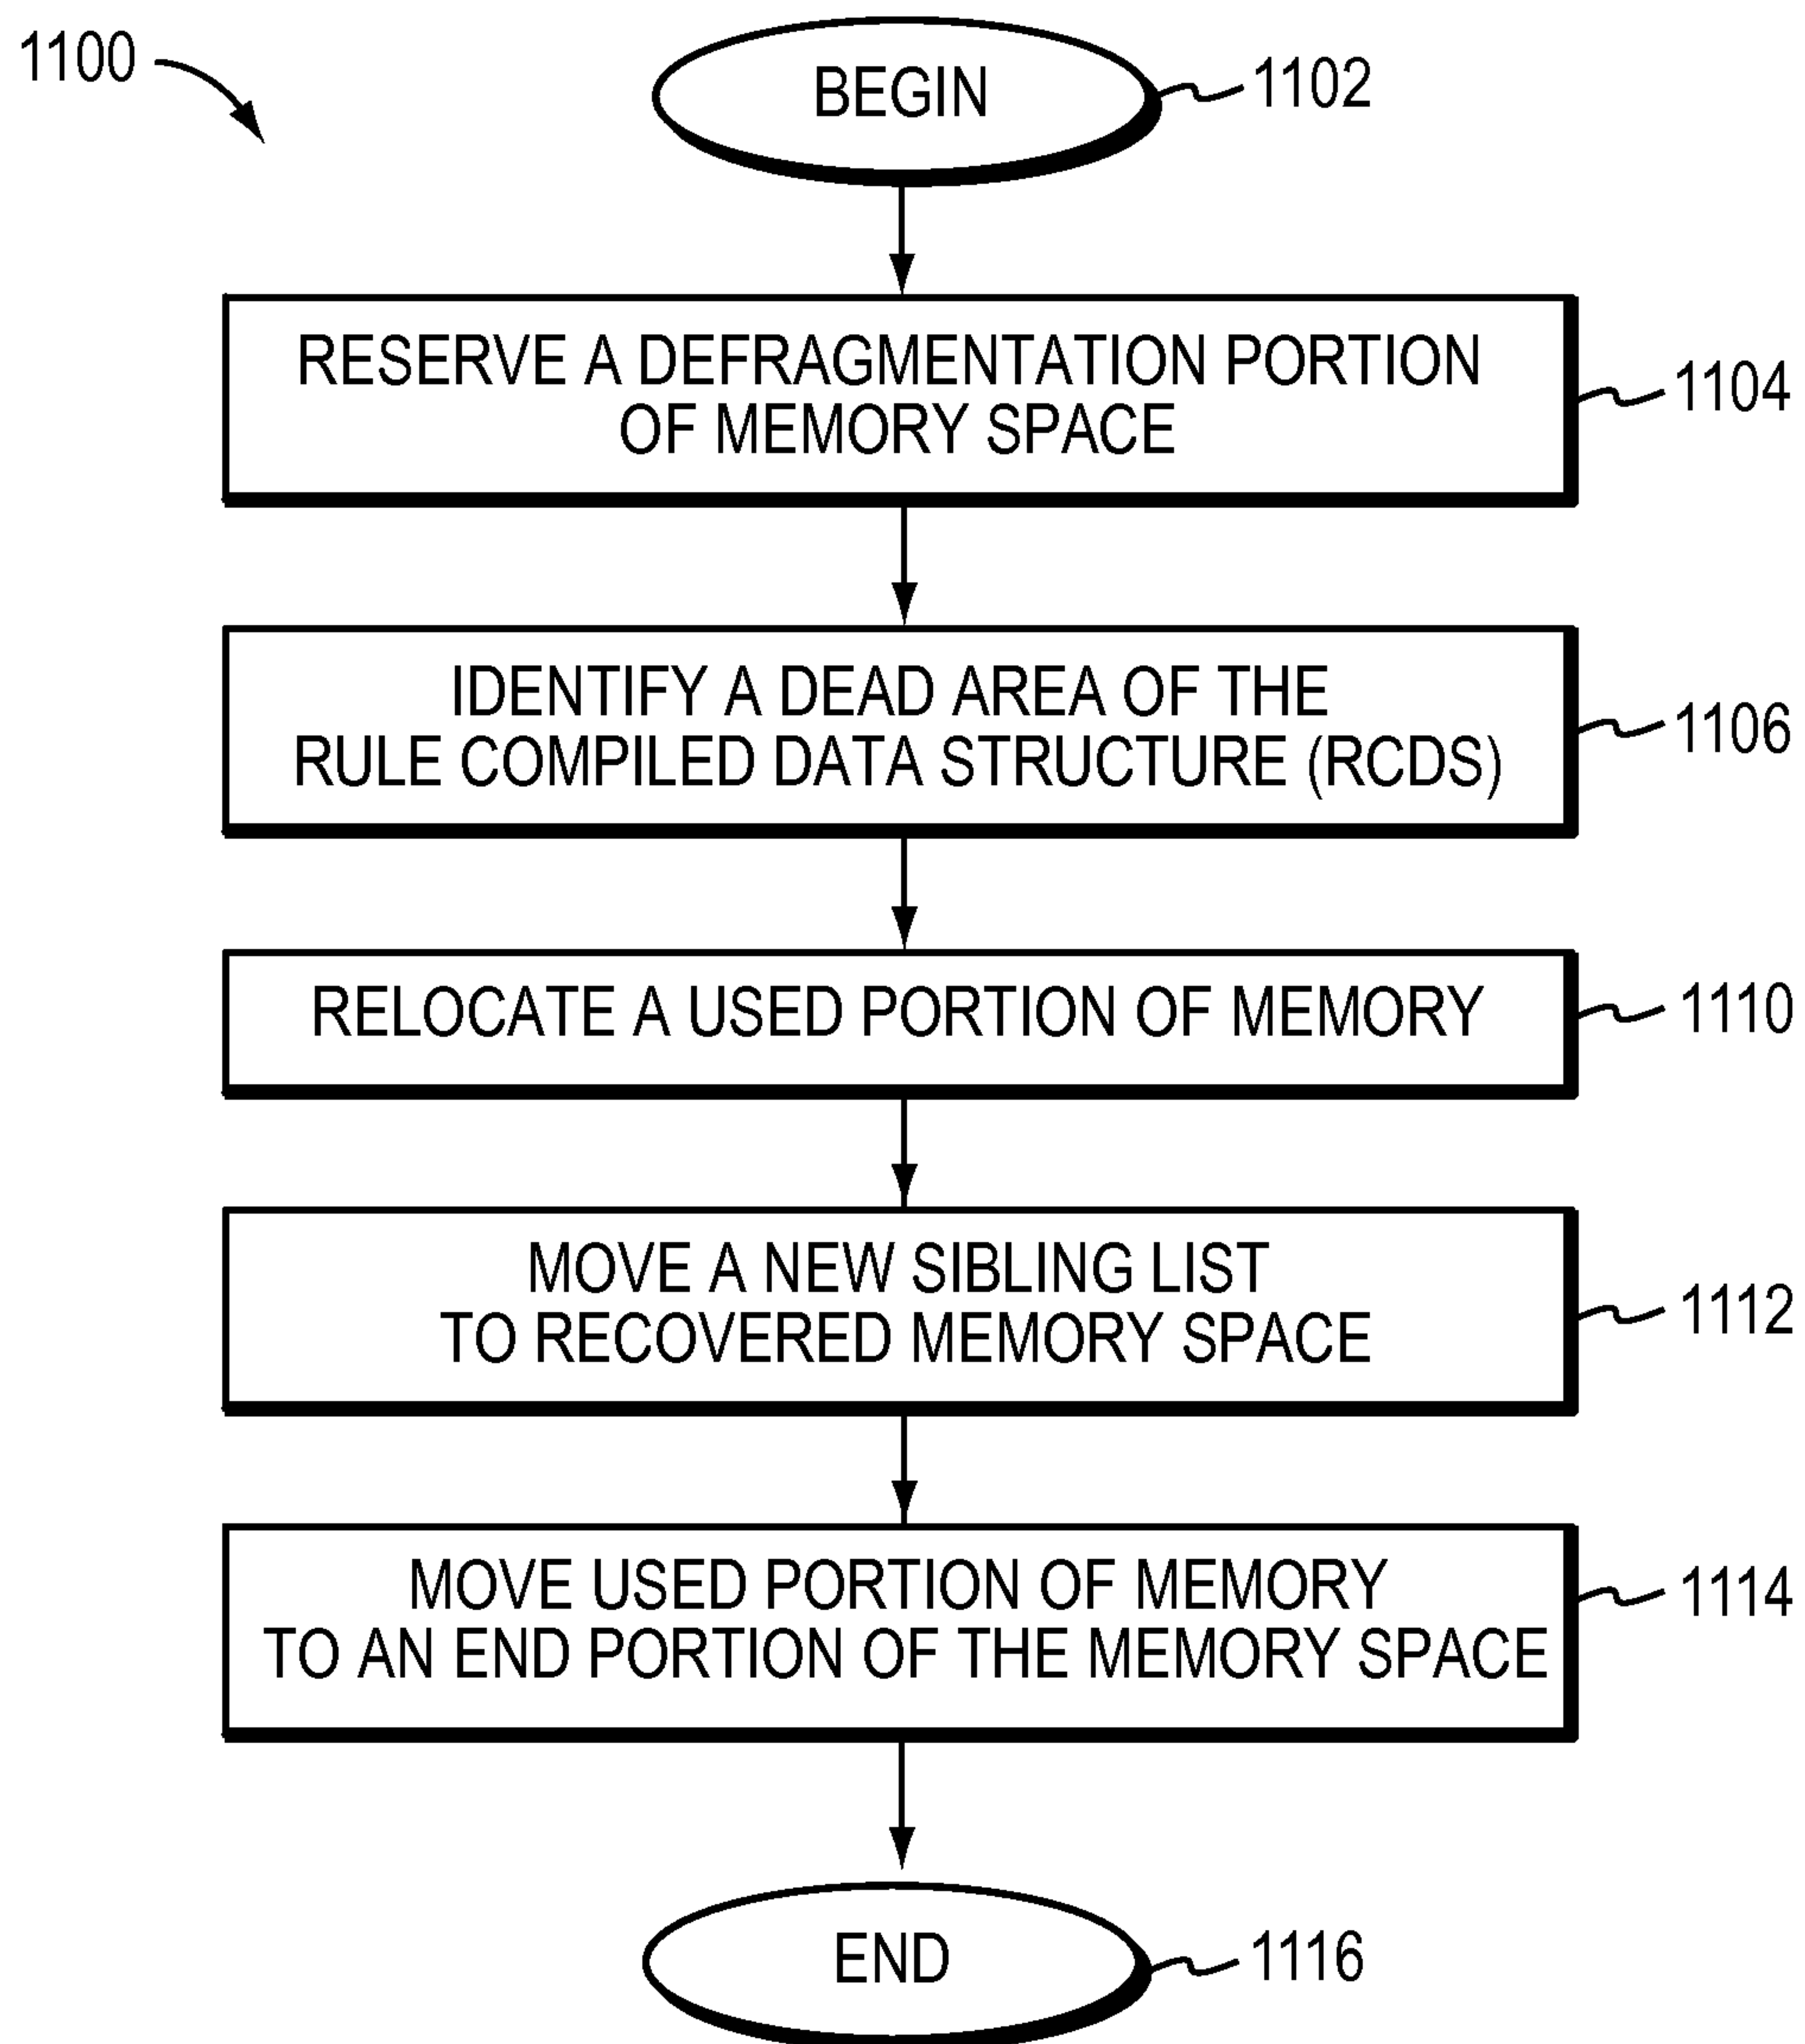 1100
BEGIN
1102
RESERVE A DEFRAGMENTATION PORTION
OF MEMORY SPACE
1104
IDENTIFY A DEAD AREA OF THE
RULE COMPILED DATA STRUCTURE (RCDS)
1106
RELOCATE A USED PORTION OF MEMORY
1110
MOVE A NEW SIBLING LIST
TO RECOVERED MEMORY SPACE
1112
MOVE USED PORTION OF MEMORY
TO AN END PORTION OF THE MEMORY SPACE
1114
END
1116